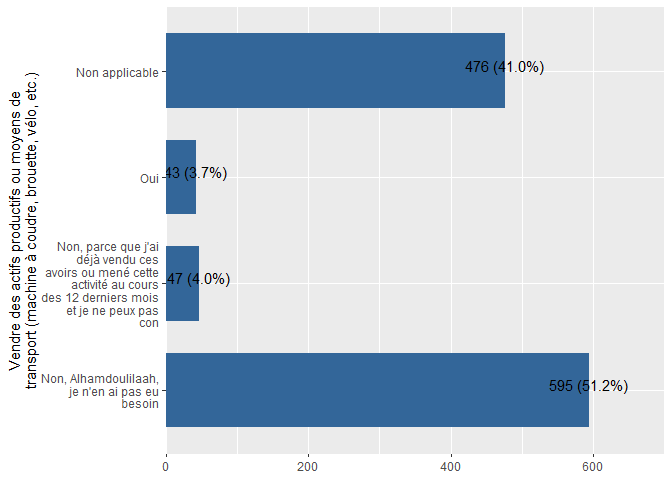 Vendre des actifs productifs ou moyens de
transport (machine à coudre, brouette, vélo, etc.)
Non applicable
476 (41.0%)
Oui
43 (3.7%)
Non, parce que j'ai
déjà vendu ces
avoirs ou mené cette
activité au cours
des 12 derniers mois
et je ne peux pas
con
47 (4.0%)
Non, Alhamdoulilaah,
je n'en ai pas eu
besoin
595 (51.2%)
0
200
400
600